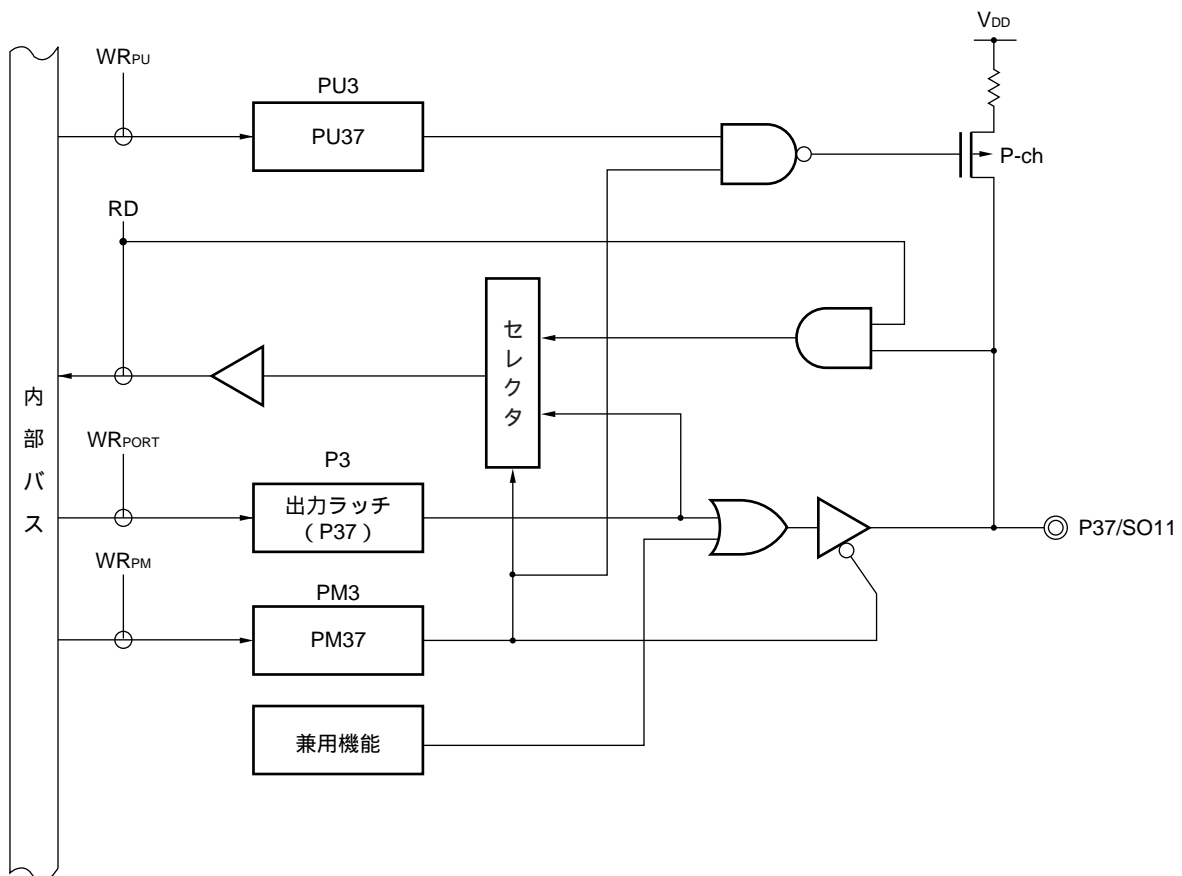 VDD
WRPU
PU3
PU37
P-ch
RD
セレクタ
内部バス
WRPORT
P3
出力ラッチ
(P37)
P37/SO11
WRPM
PM3
PM37
兼用機能